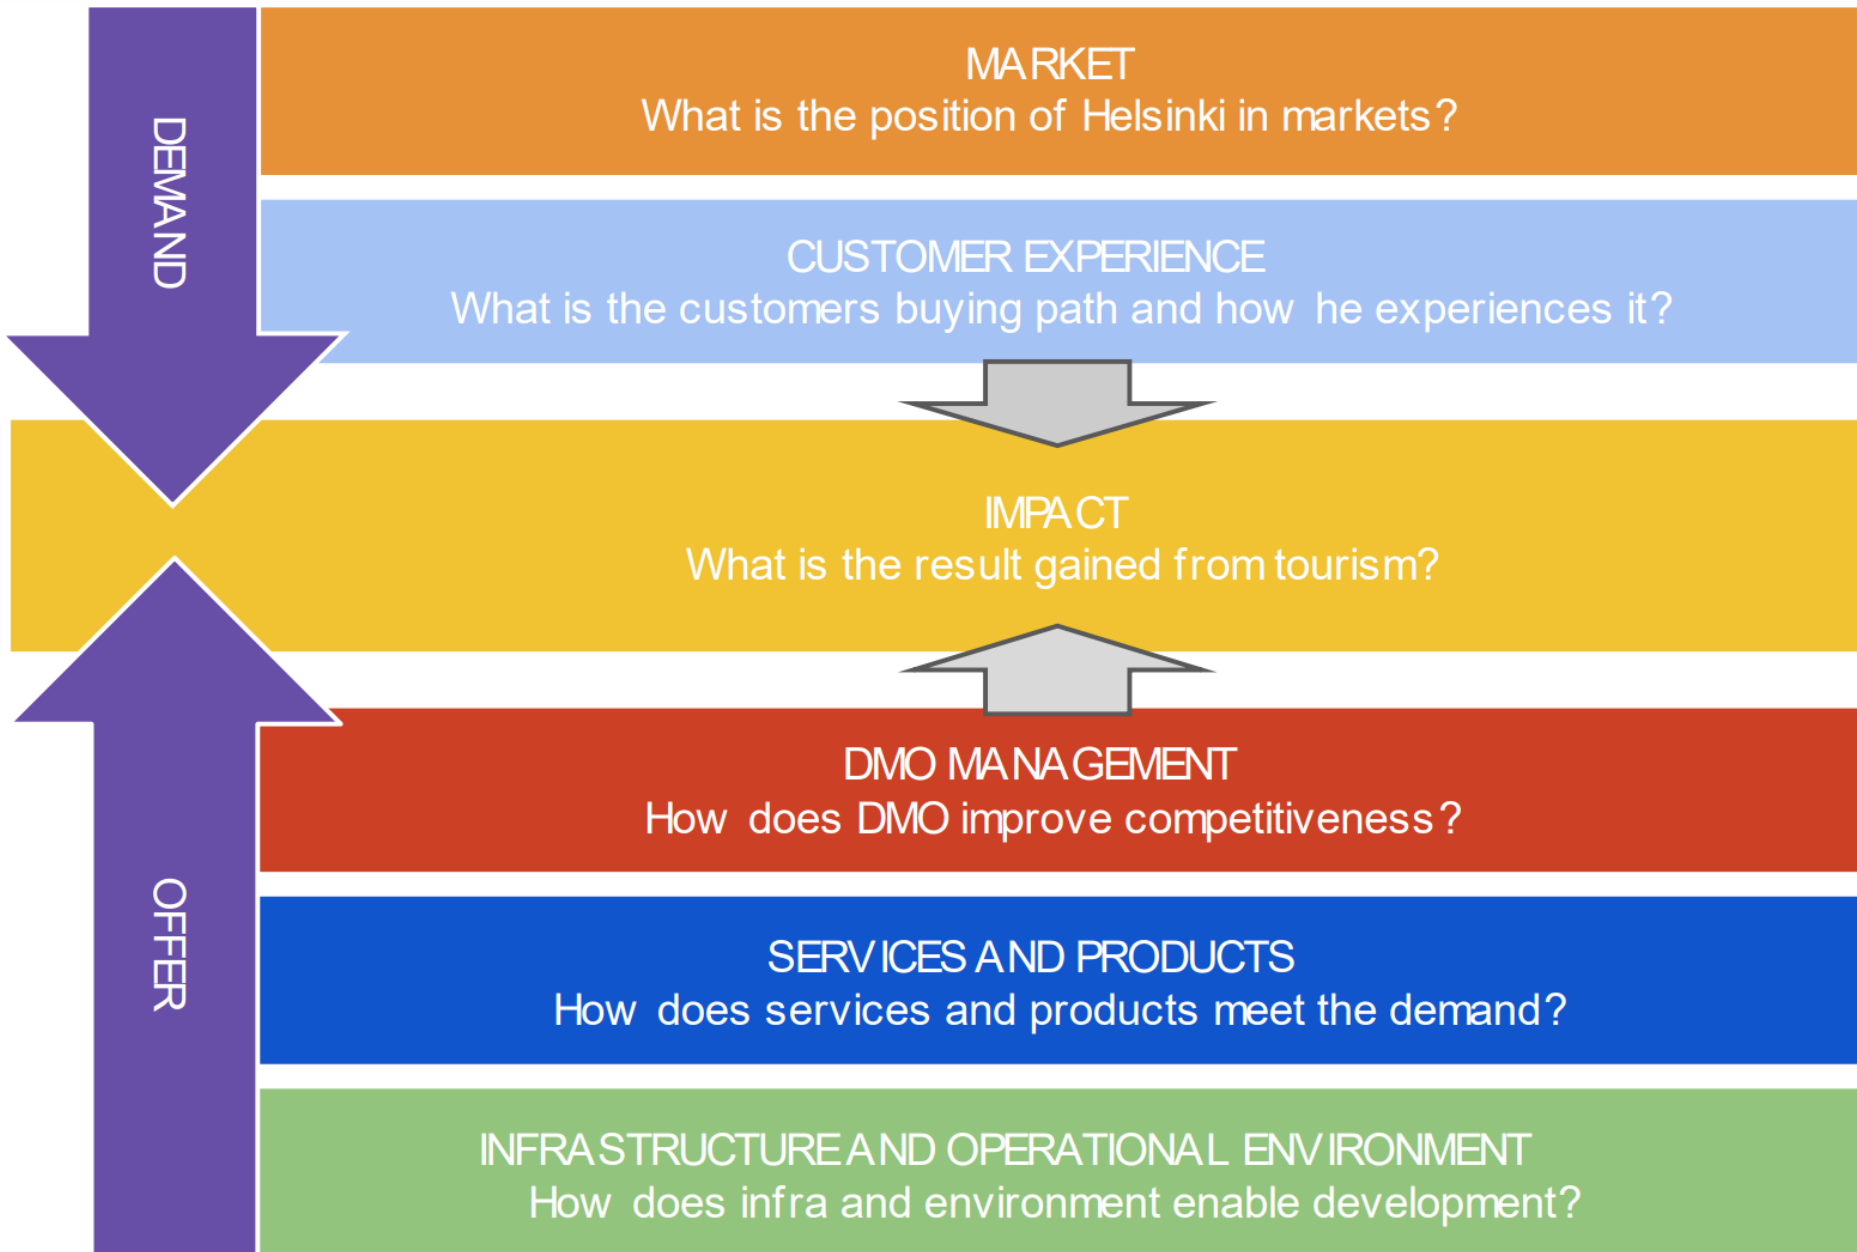 DEMAND
MARKET
What is the position of Helsinki in markets?
CUSTOMER EXPERIENCE
What is the customers buying path and how he experiences it?
IMPACT
What is the result gained from tourism?
OFFER
DMO MANAGEMENT
How does DMO improve competitiveness?
SERVICES AND PRODUCTS
How does services and products meet the demand?
INFRASTRUCTURE AND OPERATIONAL ENVIRONMENT
How does infra and environment enable development?